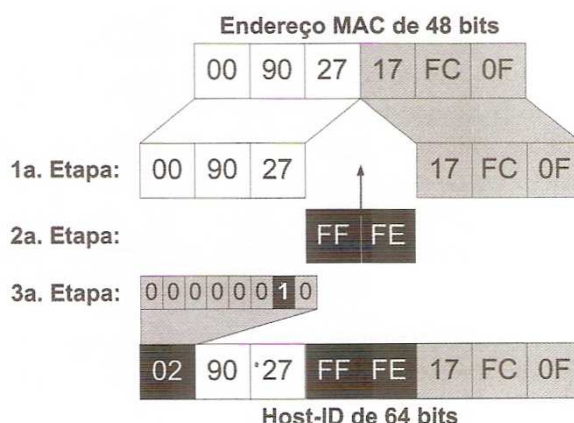 Endereço MAC de 48 bits
00 90 27 17 FC 0F
1a. Etapa: 00 90 27 17 FC 0F
2a. Etapa: FF FE
3a. Etapa: 0 0 0 0 0 0 1 0
02 90 27 FF FE 17 FC 0F
Host-ID de 64 bits